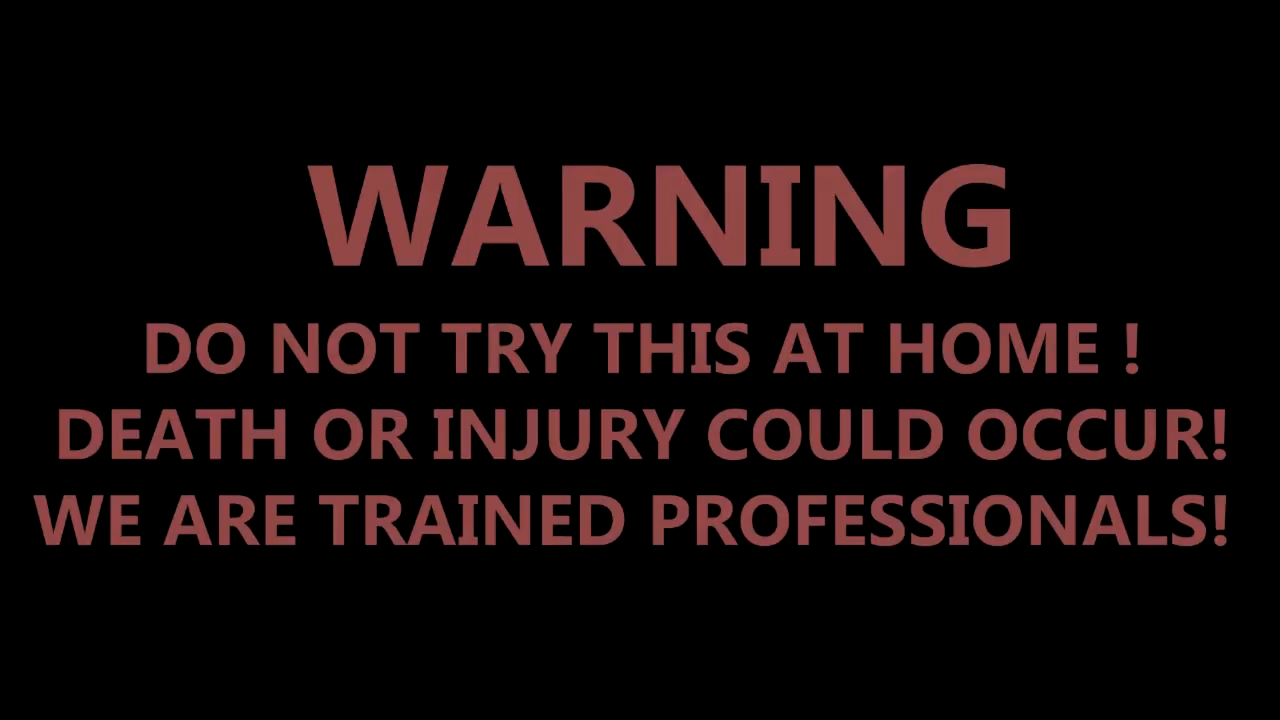 WARNING
DO NOT TRY THIS AT HOME !
DEATH OR INJURY COULD OCCUR!
WE ARE TRAINED PROFESSIONALS!